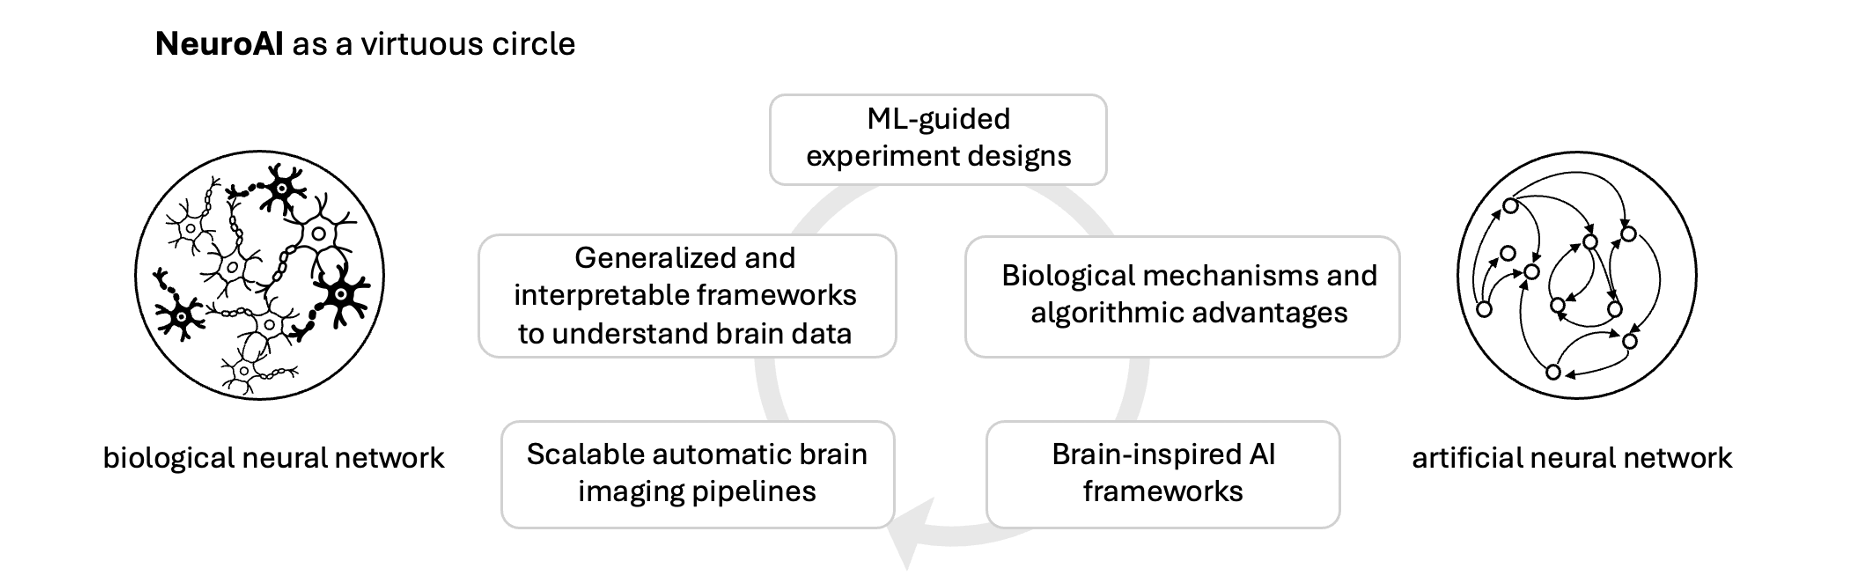 NeuroAI as a virtuous circle
ML-guided
experiment designs
Generalized and
interpretable frameworks
to understand brain data
Biological mechanisms and
algorithmic advantages
biological neural network
Scalable automatic brain
imaging pipelines
Brain-inspired AI
frameworks
artificial neural network